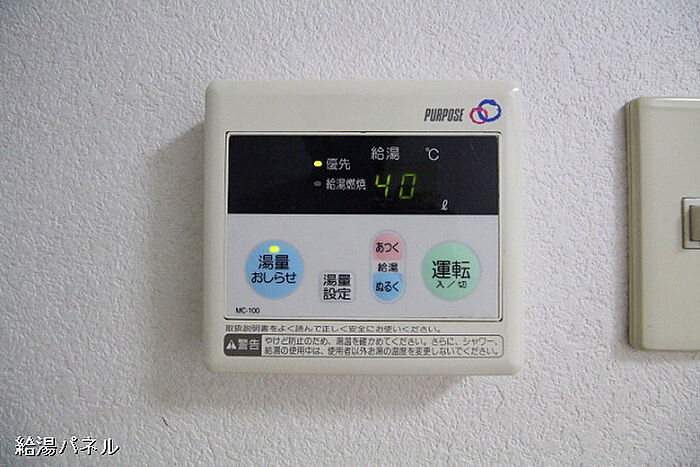 PURPOSE
給湯 ℃
優先
給湯燃焼
40
ℓ
湯量
おしらせ
湯量
設定
あつく
給湯
ぬるく
運転
入／切
MC-100
取扱説明書をよく読んで正しく安全にお使いください。
警告
やけど防止のため、湯温を確かめてください。さらに、シャワー、
給湯の使用中は、使用者以外お湯の温度を変更しないでください。
給湯パネル